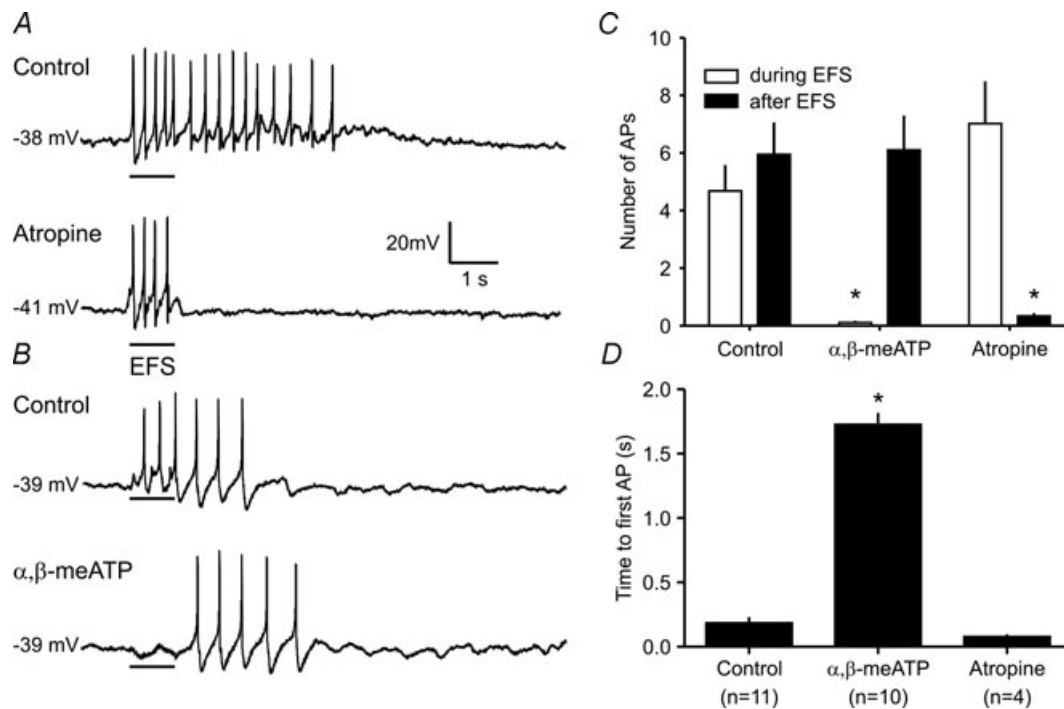 A
Control
-38 mV
Atropine
20mV
1 s
-41 mV
EFS
B
Control
-39 mV
α,β-meATP
-39 mV
C
10
8
6
4
2
0
Number of APs
during EFS
after EFS
*
*
Control
α,β-meATP
Atropine
D
2.0
1.5
1.0
0.5
0.0
Time to first AP (s)
*
Control
α,β-meATP
Atropine
(n=11)
(n=10)
(n=4)